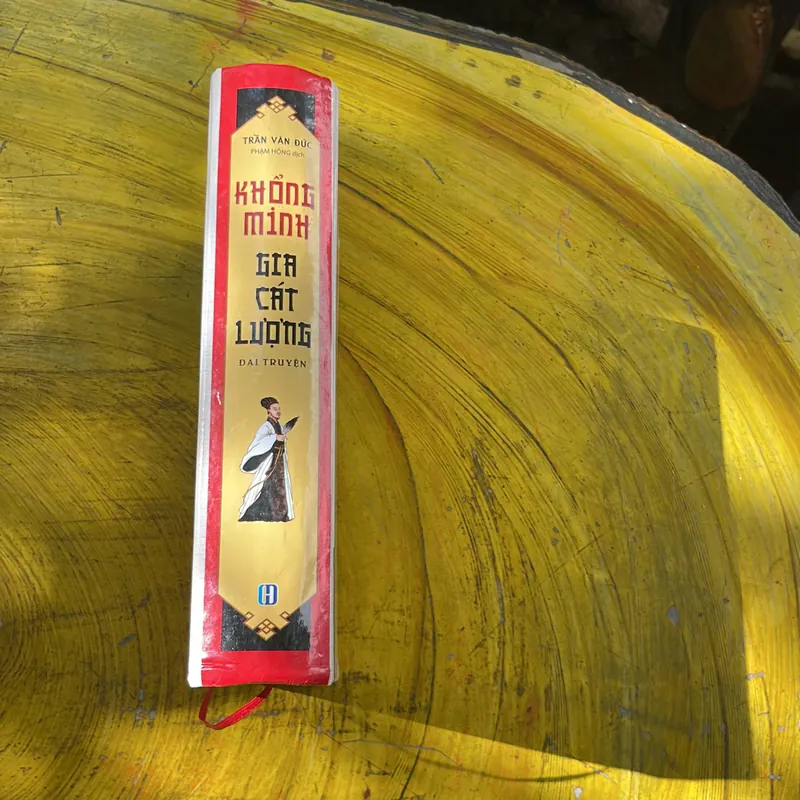 TRẦN VĂN ĐỨC
PHẠM HỒNG dịch
KHỔNG
MINH
GIA
CÁT
LƯỢNG
ĐẠI TRUYỆN
H